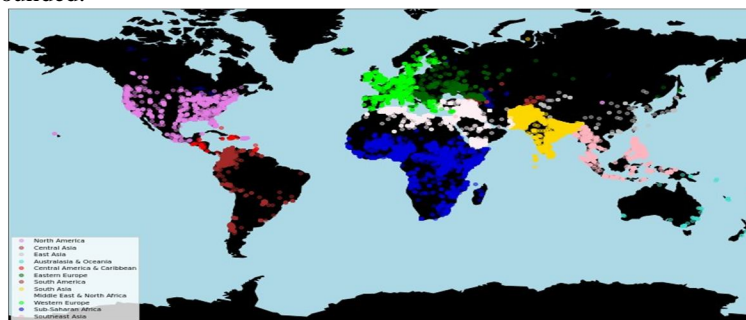 North America
Central Asia
East Asia
Australasia & Oceania
Central America & Caribbean
Eastern Europe
South America
South Asia
Middle East & North Africa
Western Europe
Sub-Saharan Africa
Southeast Asia